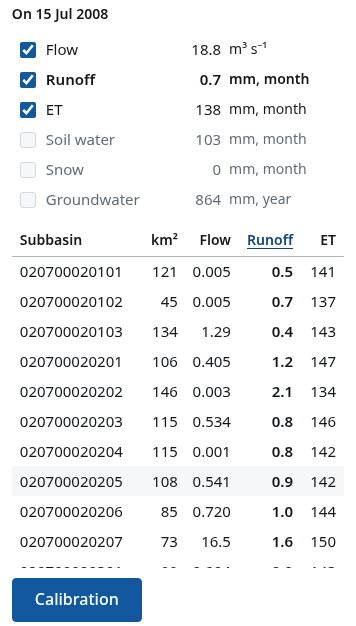 On 15 Jul 2008
Flow 18.8 m³ s⁻¹
Runoff 0.7 mm, month
ET 138 mm, month
Soil water 103 mm, month
Snow 0 mm, month
Groundwater 864 mm, year
Subbasin km² Flow Runoff ET
020700020101 121 0.005 0.5 141
020700020102 45 0.005 0.7 137
020700020103 134 1.29 0.4 143
020700020201 106 0.405 1.2 147
020700020202 146 0.003 2.1 134
020700020203 115 0.534 0.8 146
020700020204 115 0.001 0.8 142
020700020205 108 0.541 0.9 142
020700020206 85 0.720 1.0 144
020700020207 73 16.5 1.6 150
Calibration